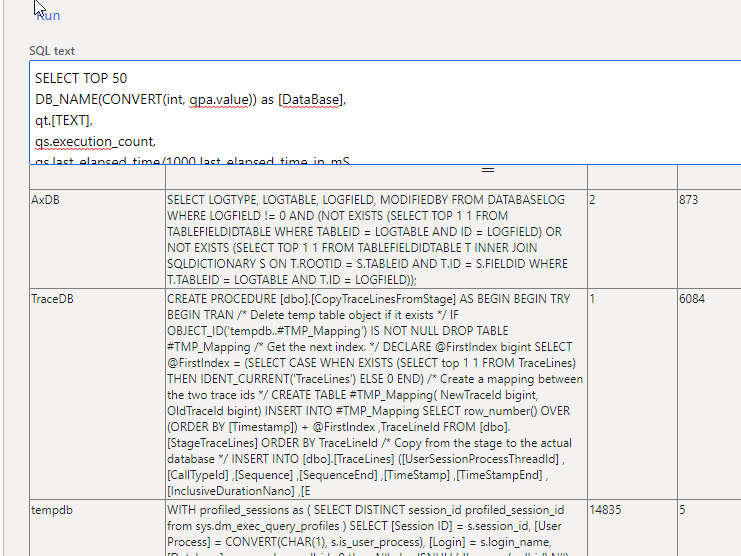 Run
SQL text
SELECT TOP 50
DB_NAME(CONVERT(int, qpa.value)) as [DataBase],
qt.[TEXT],
qs.execution_count,
qs.last_elapsed_time/1000 last_elapsed_time_in_mS
AxDB
SELECT LOGTYPE, LOGTABLE, LOGFIELD, MODIFIEDBY FROM DATABASELOG
WHERE LOGFIELD != 0 AND (NOT EXISTS (SELECT TOP 1 1 FROM
TABLEFIELDIDTABLE WHERE TABLEID = LOGTABLE AND ID = LOGFIELD) OR
NOT EXISTS (SELECT TOP 1 1 FROM TABLEFIELDIDTABLE T INNER JOIN
SQLDICTIONARY S ON T.ROOTID = S.TABLEID AND T.ID = S.FIELDID WHERE
T.TABLEID = LOGTABLE AND T.ID = LOGFIELD));
2
873
TraceDB
CREATE PROCEDURE [dbo].[CopyTraceLinesFromStage] AS BEGIN BEGIN TRY
BEGIN TRAN /* Delete temp table object if it exists */ IF
OBJECT_ID('tempdb..#TMP_Mapping') IS NOT NULL DROP TABLE
#TMP_Mapping /* Get the next index. */ DECLARE @FirstIndex bigint SELECT
@FirstIndex = (SELECT CASE WHEN EXISTS (SELECT top 1 1 FROM TraceLines)
THEN IDENT_CURRENT('TraceLines') ELSE 0 END) /* Create a mapping between
the two trace ids */ CREATE TABLE #TMP_Mapping( NewTraceId bigint,
OldTraceId bigint) INSERT INTO #TMP_Mapping SELECT row_number() OVER
(ORDER BY [Timestamp]) + @FirstIndex ,TraceLineId FROM [dbo].
[StageTraceLines] ORDER BY TraceLineId /* Copy from the stage to the actual
database */ INSERT INTO [dbo].[TraceLines] ([UserSessionProcessThreadId] ,
[CallTypeId] ,[Sequence] ,[SequenceEnd] ,[TimeStamp] ,[TimeStampEnd] ,
[InclusiveDurationNano] ,[E
1
6084
tempdb
WITH profiled_sessions as ( SELECT DISTINCT session_id profiled_session_id
from sys.dm_exec_query_profiles ) SELECT [Session ID] = s.session_id, [User
Process] = CONVERT(CHAR(1), s.is_user_process), [Login] = s.login_name,
14835
5